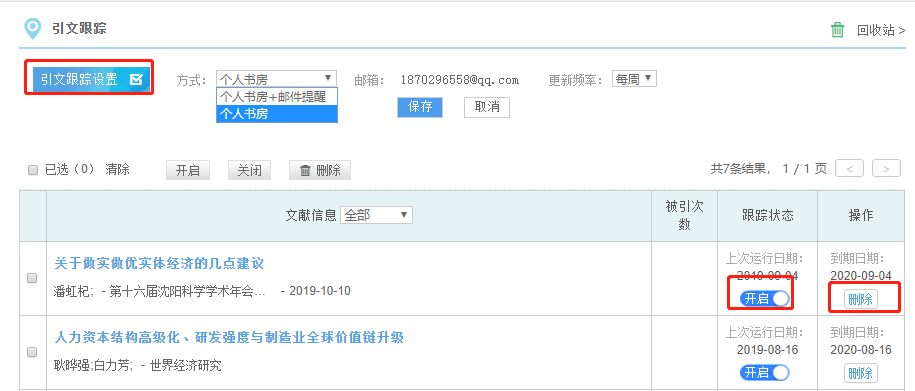 引文跟踪
回收站 >
引文跟踪设置
方式： 个人书房 邮箱： 1870296558@qq.com 更新频率： 每周
个人书房+邮件提醒
个人书房
保存 取消
已选（0） 清除 开启 关闭 删除 共7条结果， 1 / 1 页 < >
文献信息 全部 被引次数 跟踪状态 操作
关于做实做优实体经济的几点建议
潘虹杞; - 第十六届沈阳科学学术年会... - 2019-10-10
上次运行日期：
2019-09-04
开启
到期日期：
2020-09-04
删除
人力资本结构高级化、研发强度与制造业全球价值链升级
耿晔强;白力芳; - 世界经济研究
上次运行日期：
2019-08-16
开启
到期日期：
2020-08-16
删除